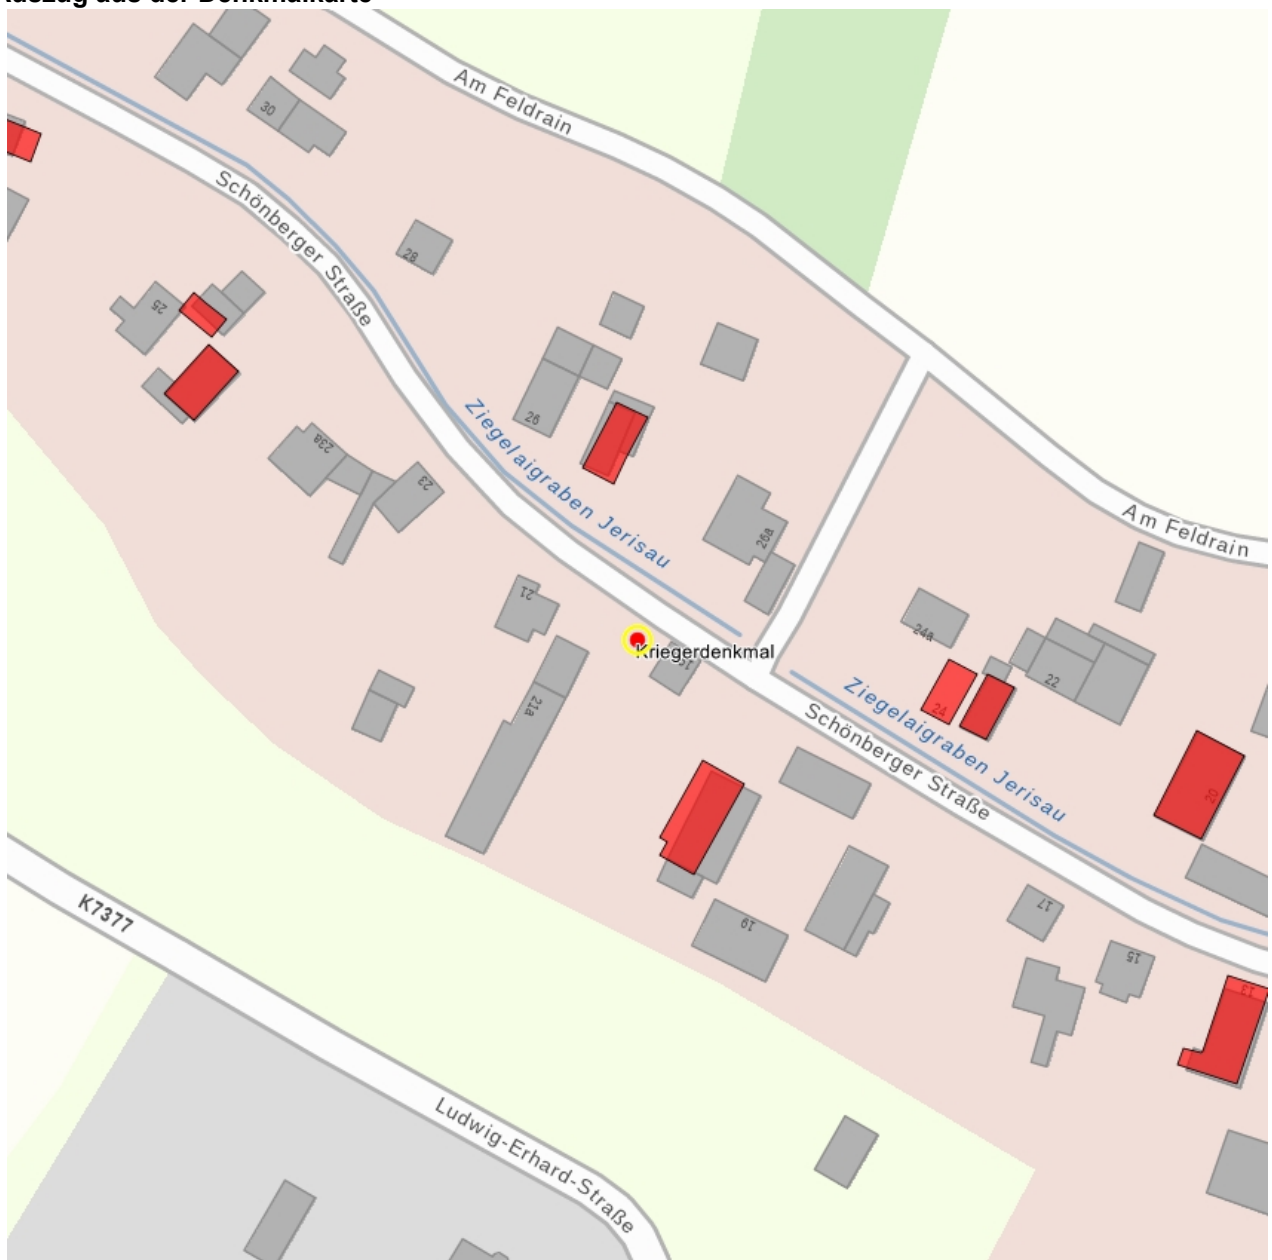 Auszug aus der Denkmalkarte
Am Feldrain
30
Schönberger Straße
28
25
26
Ziegelaigraben Jerisau
23a
23
26a
Am Feldrain
21
24a
Kriegerdenkmal
22
24
21a
Ziegelaigraben Jerisau
Schönberger Straße
20
K7377
17
19
15
13
Ludwig-Erhard-Straße